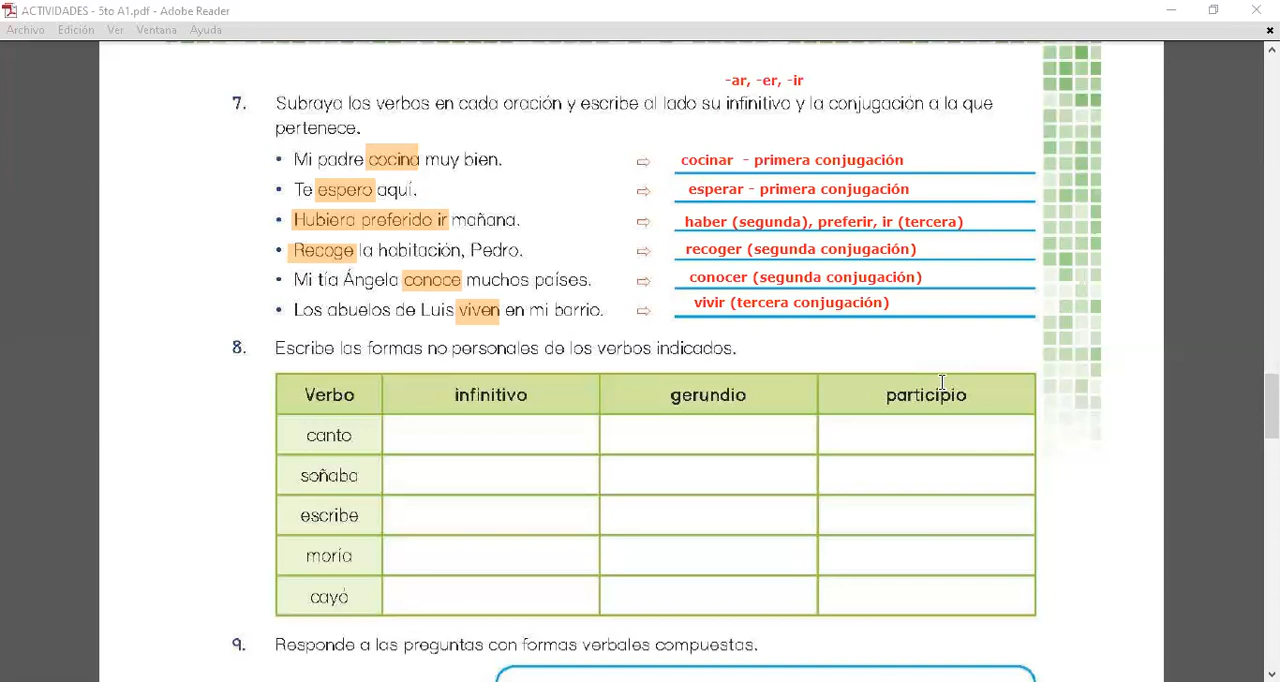 ACTIVIDADES - 5to A1.pdf - Adobe Reader
Archivo Edición Ver Ventana Ayuda
-ar, -er, -ir
7. Subraya los verbos en cada oración y escribe al lado su infinitivo y la conjugación a la que
pertenece.
• Mi padre cocina muy bien. ⇨ cocinar - primera conjugación
• Te espero aquí. ⇨ esperar - primera conjugación
• Hubiera preferido ir mañana. ⇨ haber (segunda), preferir, ir (tercera)
• Recoge la habitación, Pedro. ⇨ recoger (segunda conjugación)
• Mi tía Ángela conoce muchos países. ⇨ conocer (segunda conjugación)
• Los abuelos de Luis viven en mi barrio. ⇨ vivir (tercera conjugación)
8. Escribe las formas no personales de los verbos indicados.
Verbo infinitivo gerundio participio
canto
soñaba
escribe
moría
cayó
9. Responde a las preguntas con formas verbales compuestas.